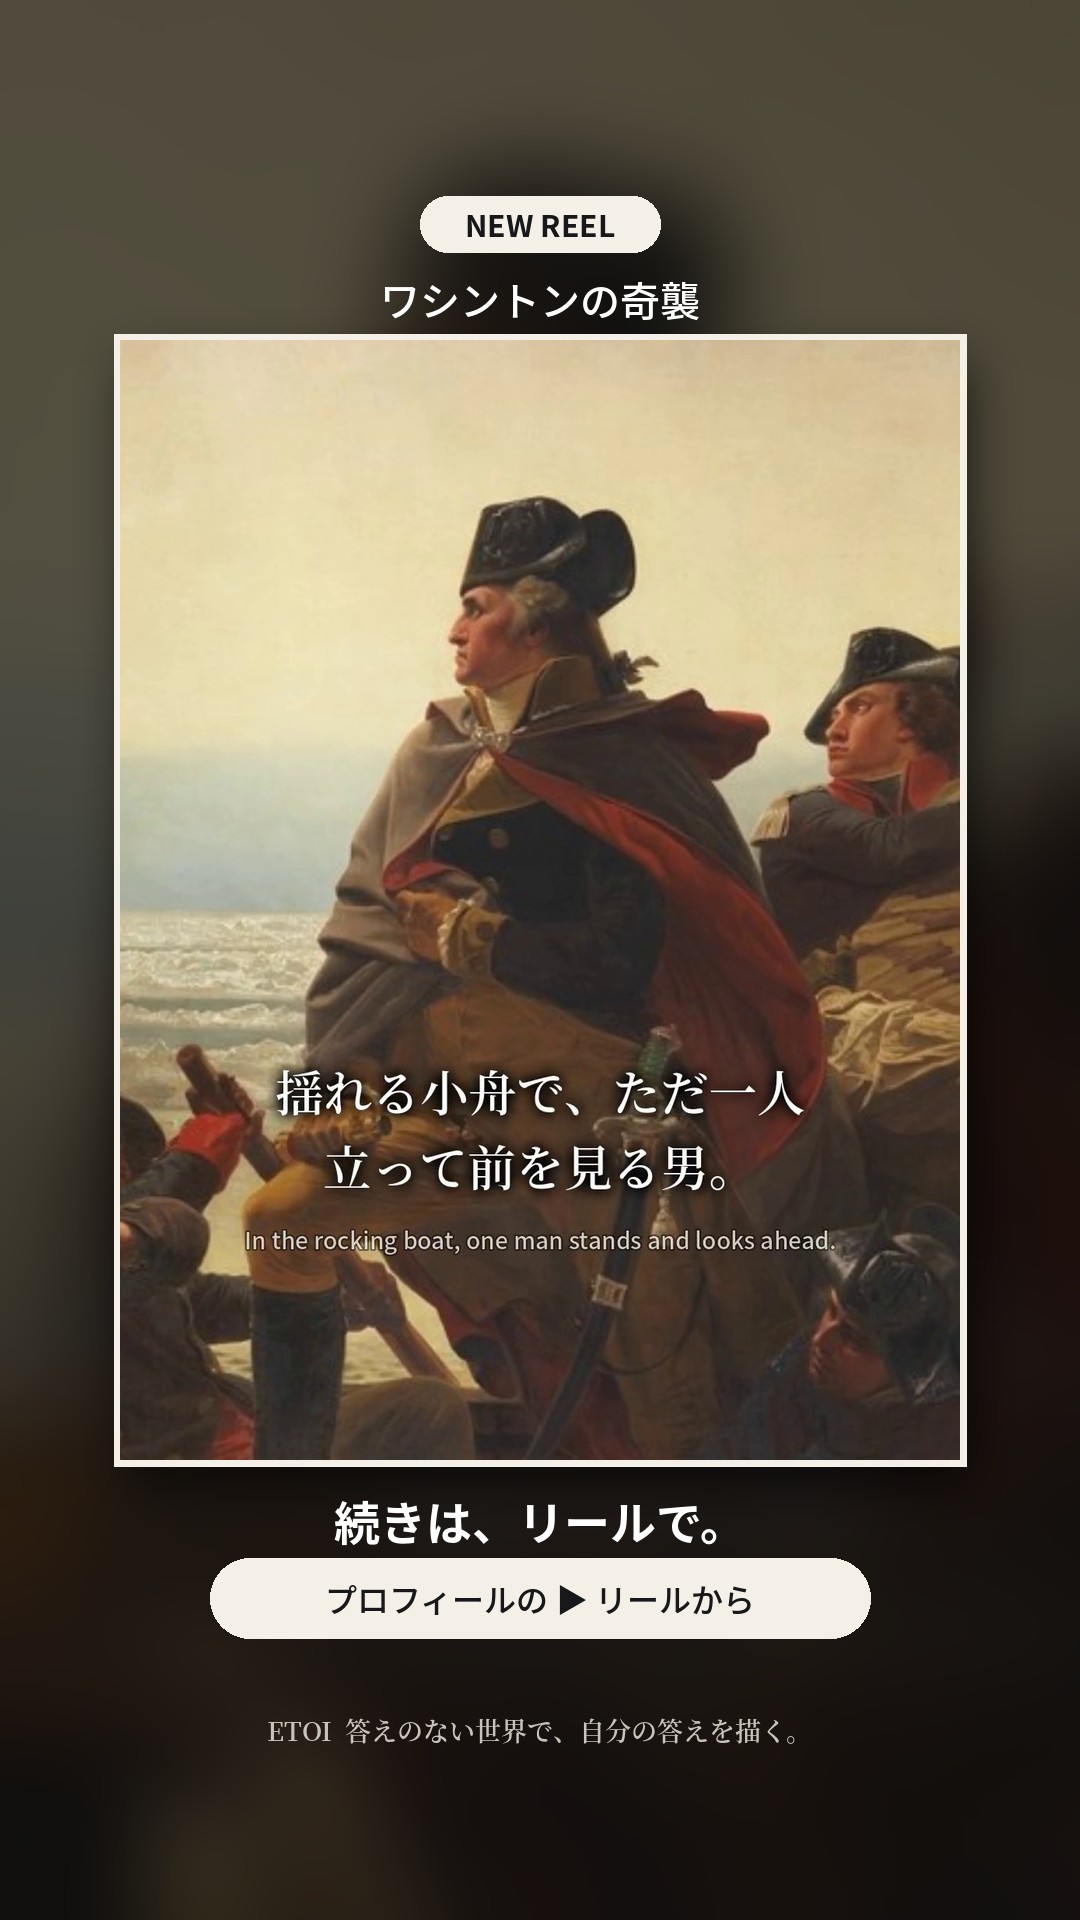 NEW REEL
ワシントンの奇襲
揺れる小舟で、ただ一人
立って前を見る男。
In the rocking boat, one man stands and looks ahead.
続きは、リールで。
プロフィールの ▶ リールから
ETOI 答えのない世界で、自分の答えを描く。